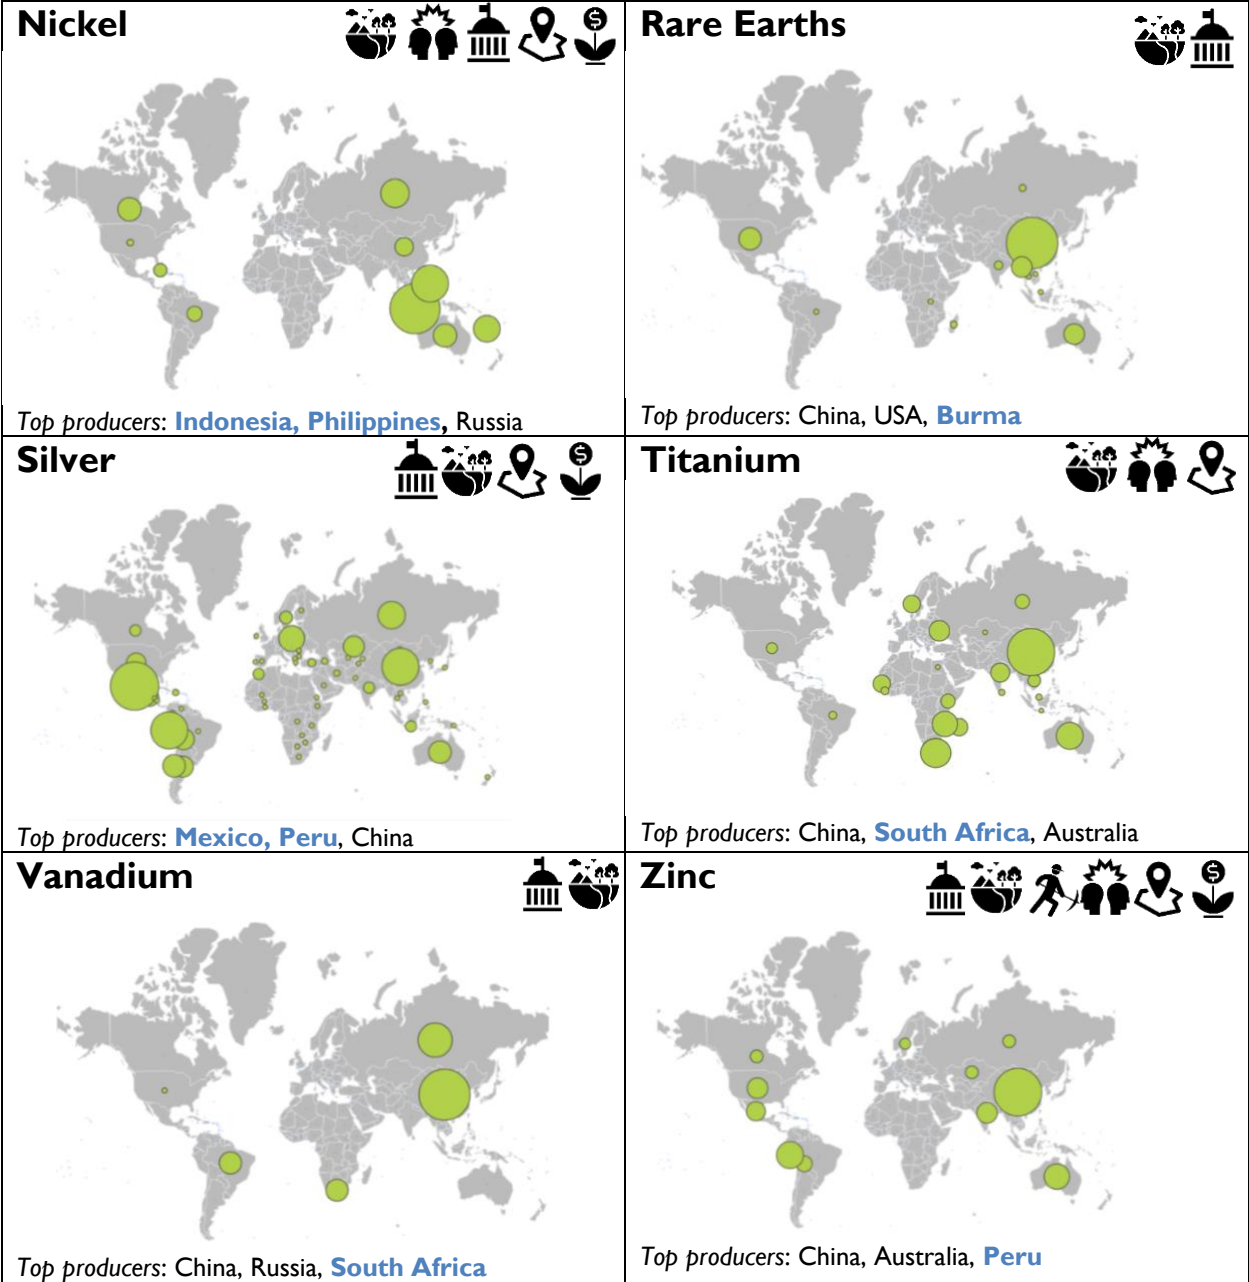 Nickel
Top producers: Indonesia, Philippines, Russia
Rare Earths
Top producers: China, USA, Burma
Silver
Top producers: Mexico, Peru, China
Titanium
Top producers: China, South Africa, Australia
Vanadium
Top producers: China, Russia, South Africa
Zinc
Top producers: China, Australia, Peru